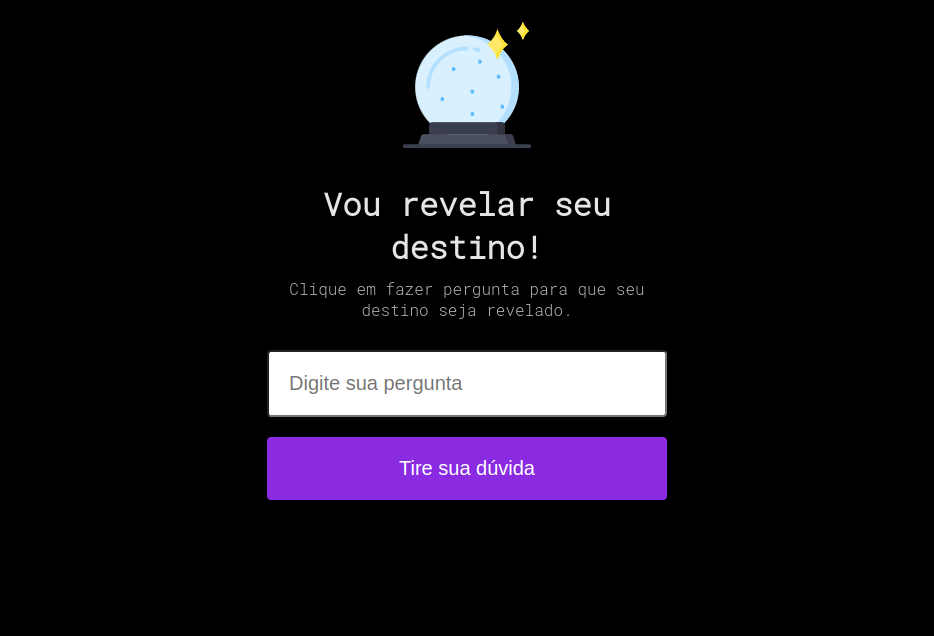 Vou revelar seu
destino!
Clique em fazer pergunta para que seu
destino seja revelado.
Digite sua pergunta
Tire sua dúvida